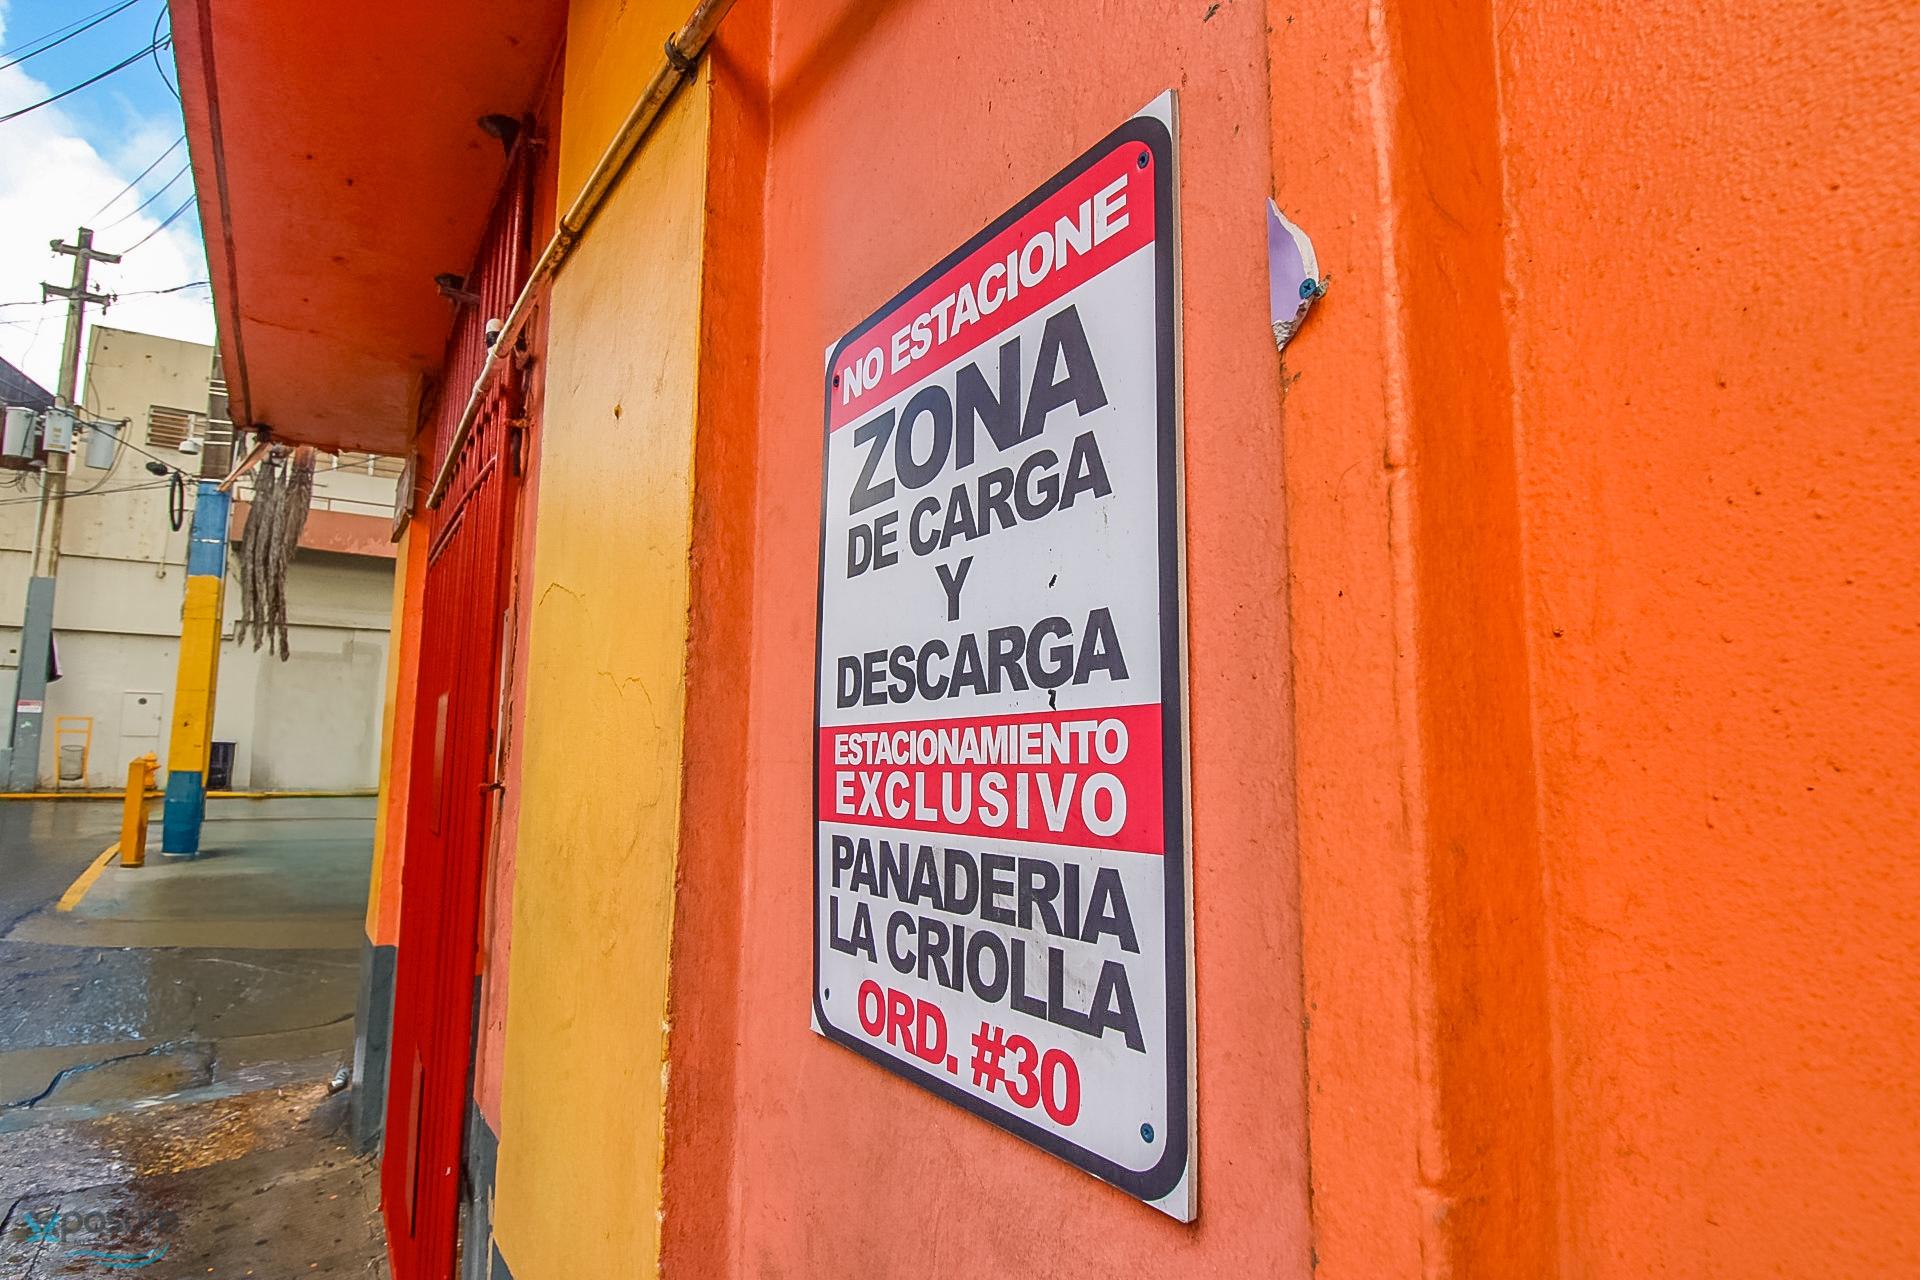 NO ESTACIONE
ZONA
DE CARGA
Y
DESCARGA
ESTACIONAMIENTO
EXCLUSIVO
PANADERIA
LA CRIOLLA
ORD. #30